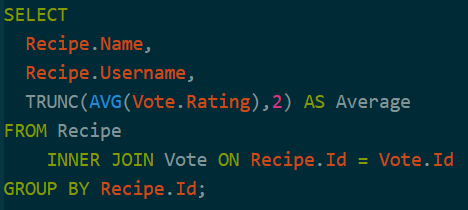 SELECT
Recipe.Name,
Recipe.Username,
TRUNC(AVG(Vote.Rating),2) AS Average
FROM Recipe
INNER JOIN Vote ON Recipe.Id = Vote.Id
GROUP BY Recipe.Id;